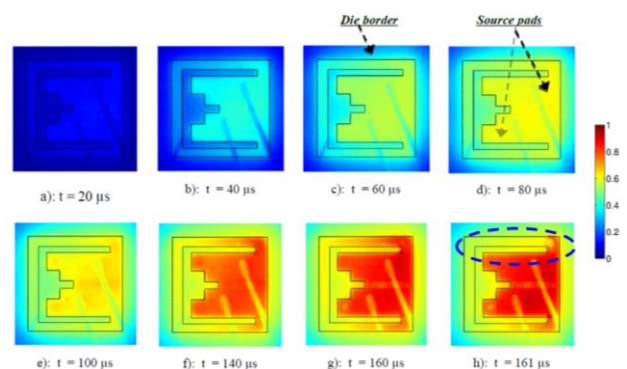 Die border
Source pads
a): t = 20 µs
b): t = 40 µs
c): t = 60 µs
d): t = 80 µs
1
0.8
0.6
0.4
0.2
0
e): t = 100 µs
f): t = 140 µs
g): t = 160 µs
h): t = 161 µs